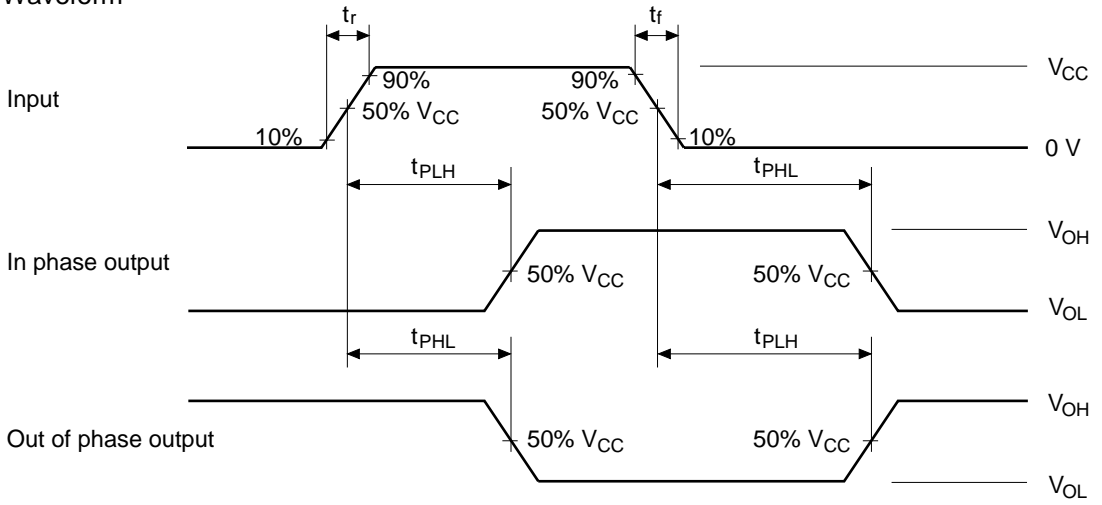 tr
tf
VCC
90%
90%
Input
50% VCC
50% VCC
10%
10%
0 V
tPLH
tPHL
VOH
In phase output
50% VCC
50% VCC
VOL
tPHL
tPLH
VOH
Out of phase output
50% VCC
50% VCC
VOL